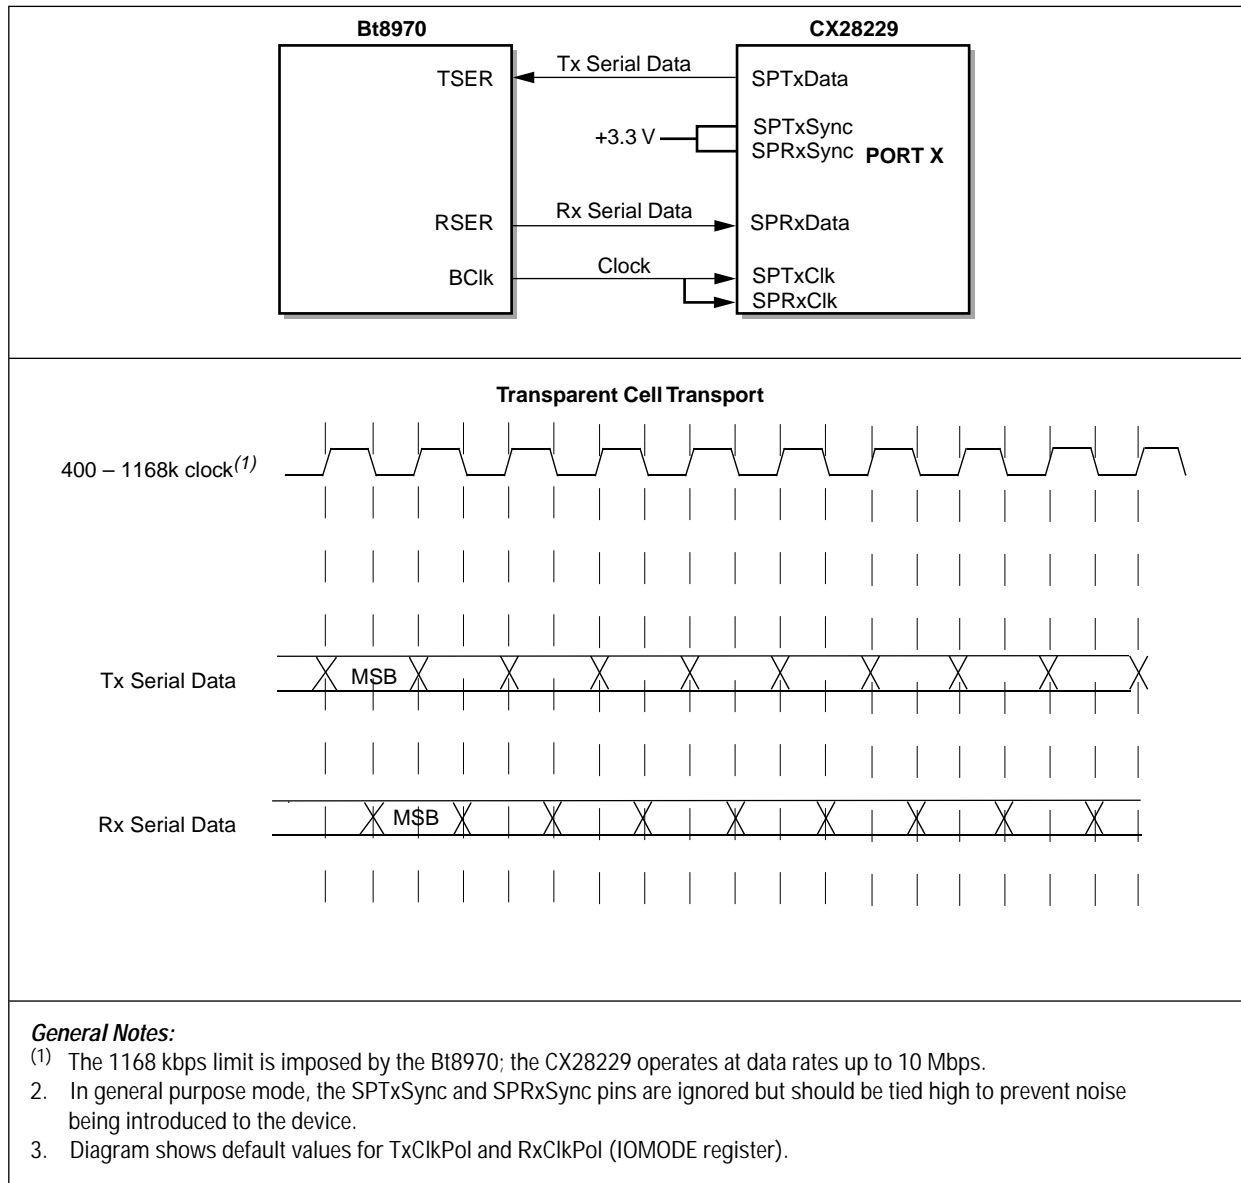 Bt8970 CX28229
TSER Tx Serial Data SPTxData
+3.3 V SPTxSync
SPRxSync PORT X
RSER Rx Serial Data SPRxData
BClk Clock SPTxClk
SPRxClk
Transparent Cell Transport
400 – 1168k clock(1)
Tx Serial Data MSB
Rx Serial Data MSB
General Notes:
(1) The 1168 kbps limit is imposed by the Bt8970; the CX28229 operates at data rates up to 10 Mbps.
2. In general purpose mode, the SPTxSync and SPRxSync pins are ignored but should be tied high to prevent noise
being introduced to the device.
3. Diagram shows default values for TxClkPol and RxClkPol (IOMODE register).